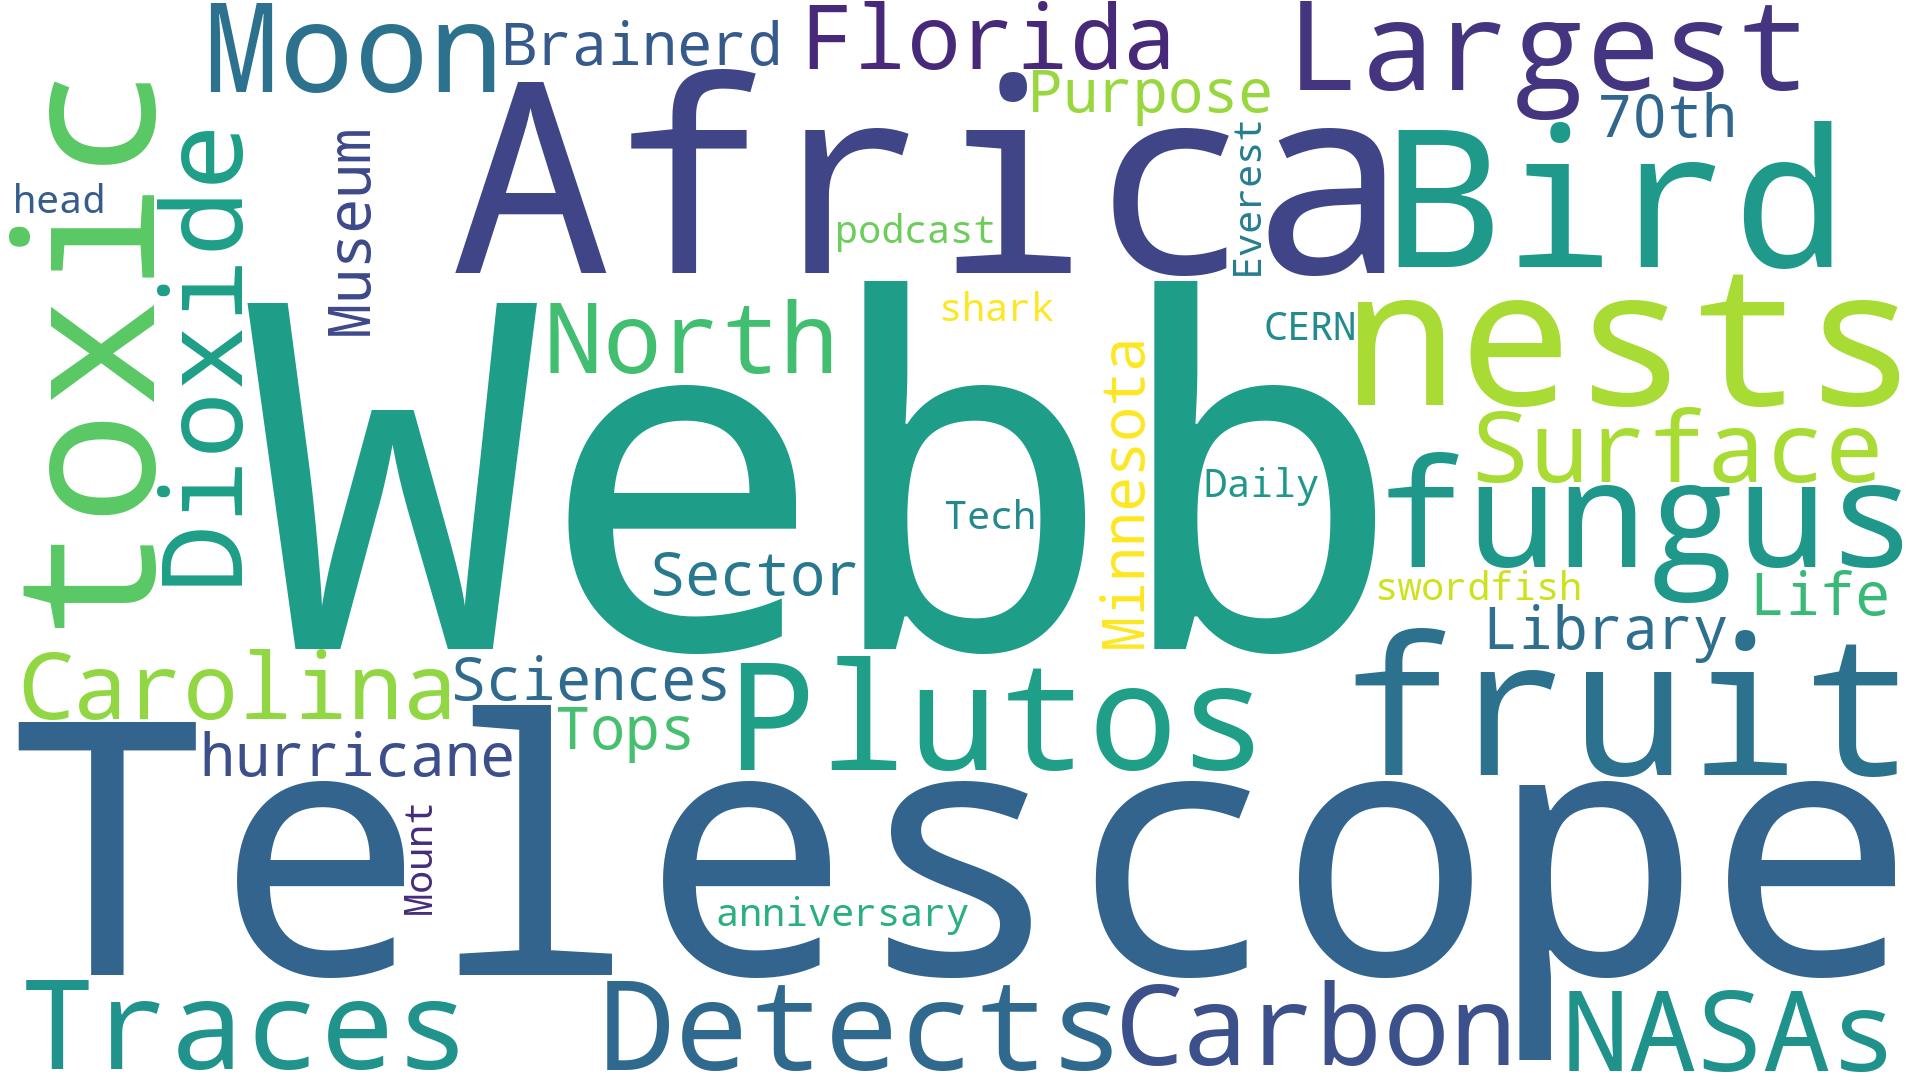 Moon
Brainerd
Florida
Largest
Purpose
70th
toxic
Dioxide
head
Museum
Africa
podcast
Everest
Bird
North
shark
CERN
nests
Webb
Minnesota
Daily
Tech
Surface
fungus
Sector
swordfish
Life
Library
Carolina
Sciences
Tops
Plutos
fruit
hurricane
Mount
Telescope
anniversary
Traces
Detects
Carbon
NASAs